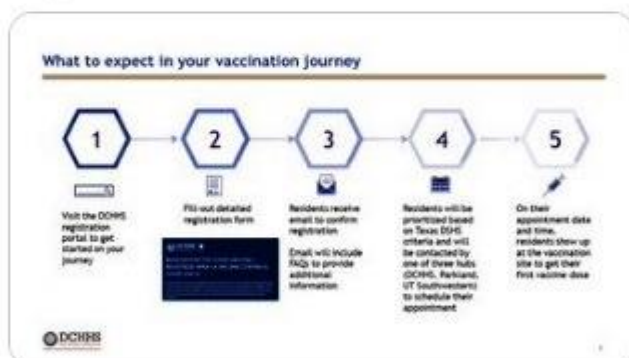 What to expect in your vaccination journey
1
2
3
4
5
Visit the DCHHS
registration
portal to get
started on your
journey
Fill-out detailed
registration form
Residents receive
email to confirm
registration
Email will include
FAQs to provide
additional
information
Residents will be
prioritized based
on Texas DSHS
criteria and will
be contacted by
one of three hubs
(DCHHS, Parkland,
UT Southwestern)
to schedule their
appointment
On their
appointment date
and time,
residents show up
at the vaccination
site to get their
first vaccine dose
DCHHS